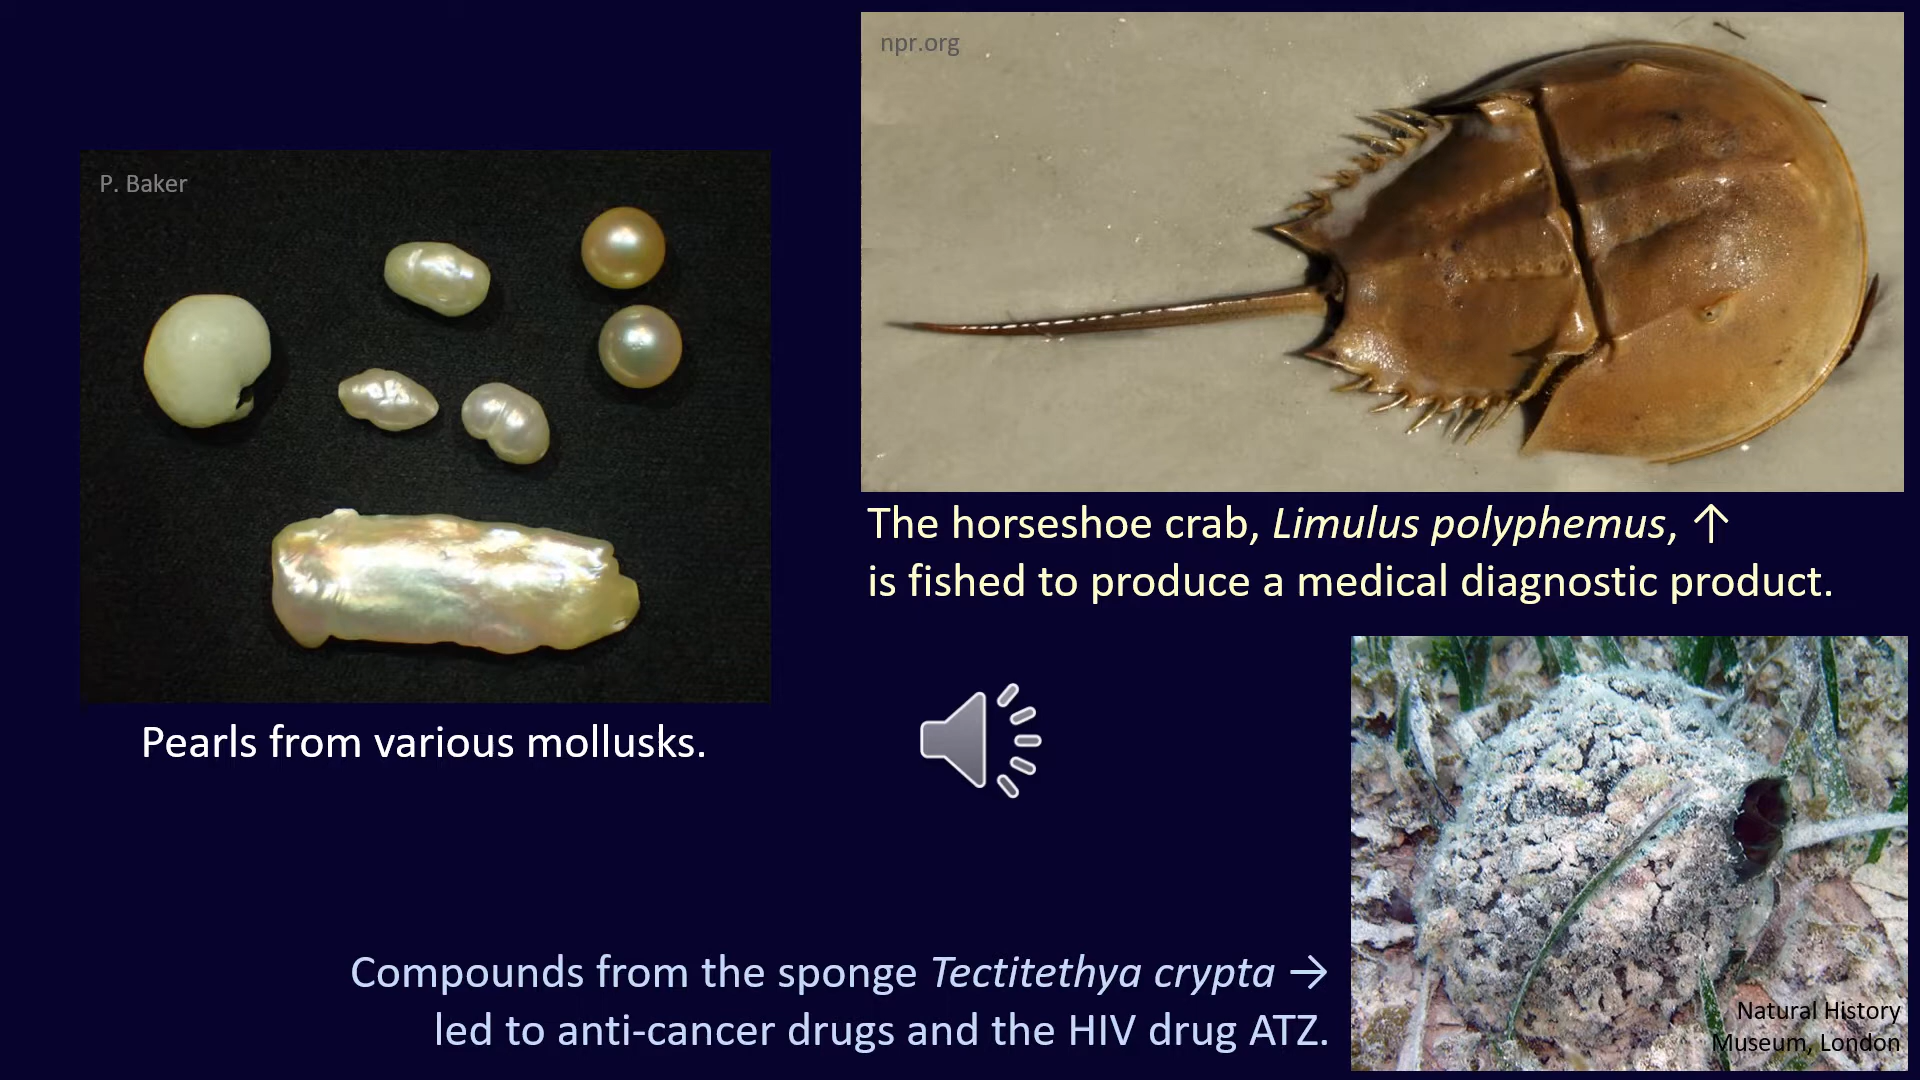 npr.org
P. Baker
The horseshoe crab, Limulus polyphemus, ↑
is fished to produce a medical diagnostic product.
Pearls from various mollusks.
Compounds from the sponge Tectitethya crypta →
led to anti-cancer drugs and the HIV drug ATZ.
Natural History
Museum, London